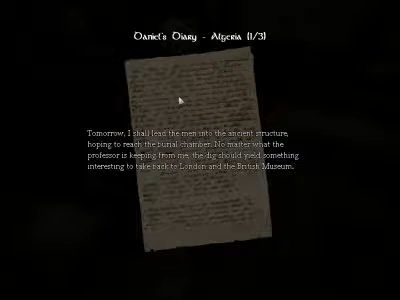 Daniel's Diary - Algeria (1/3)
Tomorrow, I shall lead the men into the ancient structure,
hoping to reach the burial chamber. No matter what the
professor is keeping from me, the dig should yield something
interesting to take back to London and the British Museum.